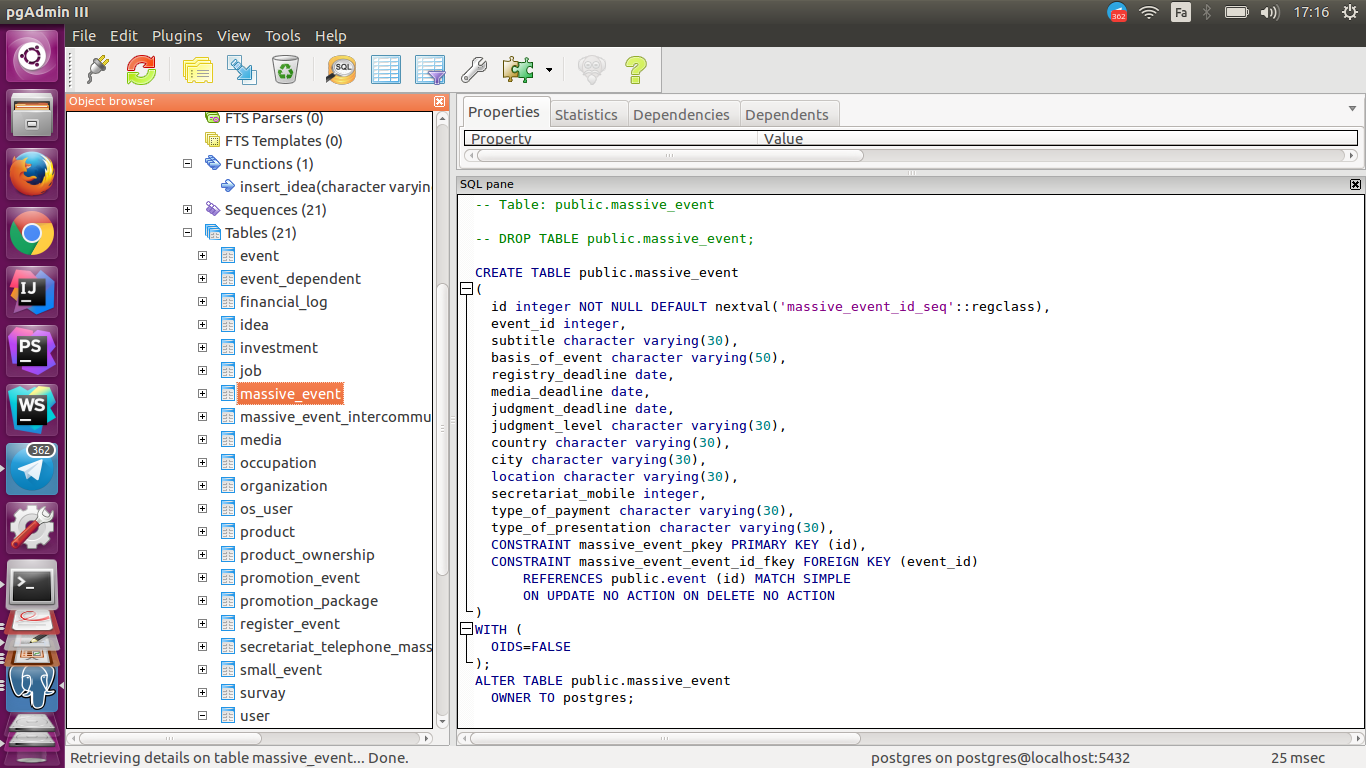 pgAdmin III
362
Fa
17:16
File Edit Plugins View Tools Help
SQL
Object browser
FTS Parsers (0)
FTS Templates (0)
Functions (1)
insert_idea(character varyin
Sequences (21)
Tables (21)
event
event_dependent
financial_log
idea
investment
job
massive_event
massive_event_intercommu
media
occupation
organization
os_user
product
product_ownership
promotion_event
promotion_package
register_event
secretariat_telephone_mass
small_event
survay
user
IJ
PS
WS
362
>_
Properties Statistics Dependencies Dependents
Property Value
SQL pane
-- Table: public.massive_event
-- DROP TABLE public.massive_event;
CREATE TABLE public.massive_event
(
id integer NOT NULL DEFAULT nextval('massive_event_id_seq'::regclass),
event_id integer,
subtitle character varying(30),
basis_of_event character varying(50),
registry_deadline date,
media_deadline date,
judgment_deadline date,
judgment_level character varying(30),
country character varying(30),
city character varying(30),
location character varying(30),
secretariat_mobile integer,
type_of_payment character varying(30),
type_of_presentation character varying(30),
CONSTRAINT massive_event_pkey PRIMARY KEY (id),
CONSTRAINT massive_event_event_id_fkey FOREIGN KEY (event_id)
REFERENCES public.event (id) MATCH SIMPLE
ON UPDATE NO ACTION ON DELETE NO ACTION
)
WITH (
OIDS=FALSE
);
ALTER TABLE public.massive_event
OWNER TO postgres;
Retrieving details on table massive_event... Done.
postgres on postgres@localhost:5432
25 msec